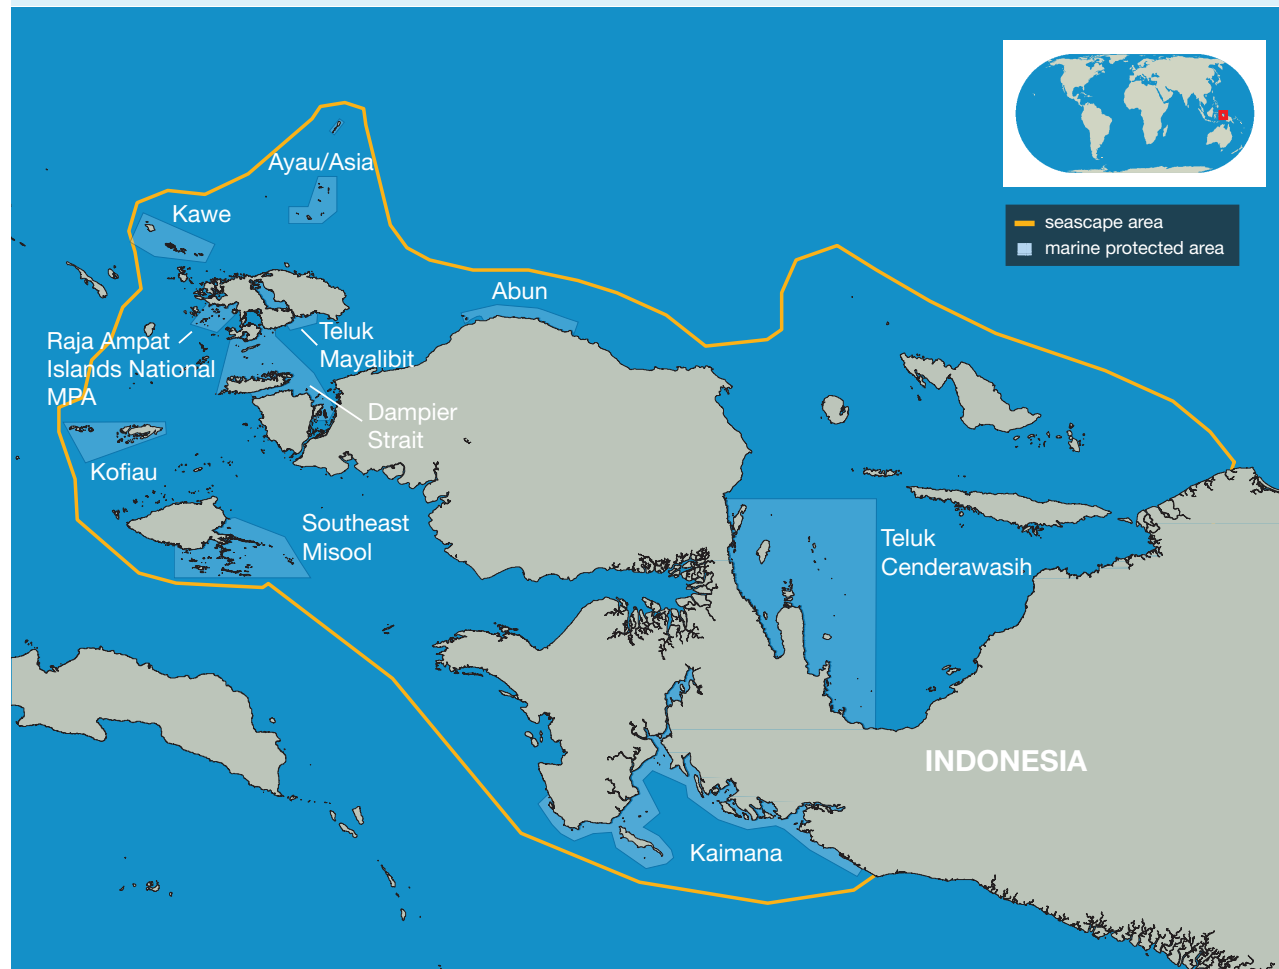 seascape area
marine protected area
Ayau/Asia
Kawe
Abun
Raja Ampat
Islands National
MPA
Teluk
Mayalibit
Dampier
Strait
Kofiau
Southeast
Misool
Teluk
Cenderawasih
INDONESIA
Kaimana